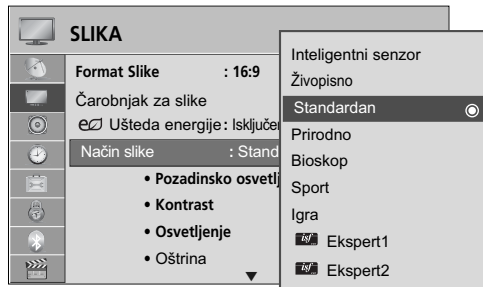 SLIKA
Format Slike : 16:9
Čarobnjak za slike
Ušteda energije: Isključe
Način slike : Stand
• Pozadinsko osvetlj
• Kontrast
• Osvetljenje
• Oštrina
Inteligentni senzor
Živopisno
Standardan
Prirodno
Bioskop
Sport
Igra
isf Ekspert1
isf Ekspert2